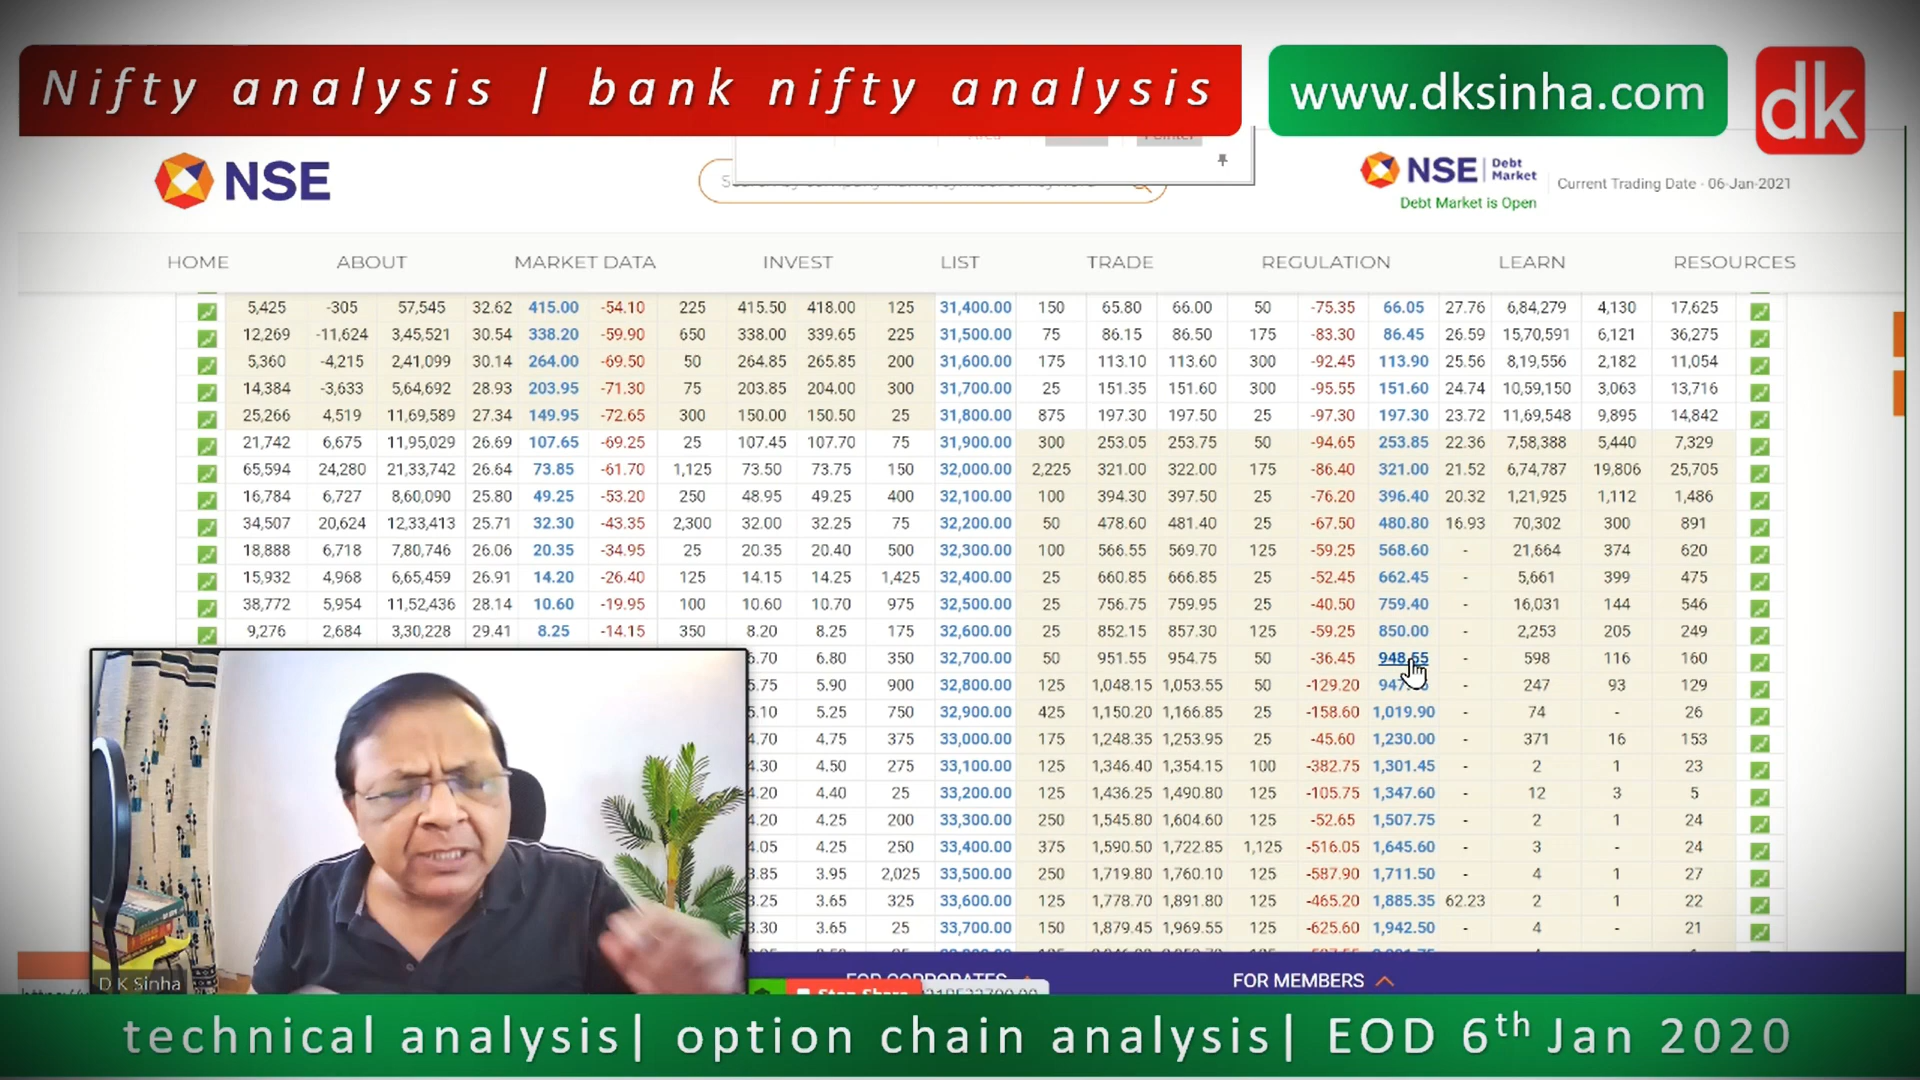 Nifty analysis | bank nifty analysis
www.dksinha.com
dk
NSE
NSE Debt Market
Current Trading Date - 06-Jan-2021
Debt Market is Open
HOME ABOUT MARKET DATA INVEST LIST TRADE REGULATION LEARN RESOURCES
5,425 -305 57,545 32.62 415.00 -54.10 225 415.50 418.00 125 31,400.00 150 65.80 66.00 50 -75.35 66.05 27.76 6,84,279 4,130 17,625
12,269 -11,624 3,45,521 30.54 338.20 -59.90 650 338.00 339.65 225 31,500.00 75 86.15 86.50 175 -83.30 86.45 26.59 15,70,591 6,121 36,275
5,360 -4,215 2,41,099 30.14 264.00 -69.50 50 264.85 265.85 200 31,600.00 175 113.10 113.60 300 -92.45 113.90 25.56 8,19,556 2,182 11,054
14,384 -3,633 5,64,692 28.93 203.95 -71.30 75 203.85 204.00 300 31,700.00 25 151.35 151.60 300 -95.55 151.60 24.74 10,59,150 3,063 13,716
25,266 4,519 11,69,589 27.34 149.95 -72.65 300 150.00 150.50 25 31,800.00 875 197.30 197.50 25 -97.30 197.30 23.72 11,69,548 9,895 14,842
21,742 6,675 11,95,029 26.69 107.65 -69.25 25 107.45 107.70 75 31,900.00 300 253.05 253.75 50 -94.65 253.85 22.36 7,58,388 5,440 7,329
65,594 24,280 21,33,742 26.64 73.85 -61.70 1,125 73.50 73.75 150 32,000.00 2,225 321.00 322.00 175 -86.40 321.00 21.52 6,74,787 19,806 25,705
16,784 6,727 8,60,090 25.80 49.25 -53.20 250 48.95 49.25 400 32,100.00 100 394.30 397.50 25 -76.20 396.40 20.32 1,21,925 1,112 1,486
34,507 20,624 12,33,413 25.71 32.30 -43.35 2,300 32.00 32.25 75 32,200.00 50 478.60 481.40 25 -67.50 480.80 16.93 70,302 300 891
18,888 6,718 7,80,746 26.06 20.35 -34.95 25 20.35 20.40 500 32,300.00 100 566.55 569.70 125 -59.25 568.60 - 21,664 374 620
15,932 4,968 6,65,459 26.91 14.20 -26.40 125 14.15 14.25 1,425 32,400.00 25 660.85 666.85 25 -52.45 662.45 - 5,661 399 475
38,772 5,954 11,52,436 28.14 10.60 -19.95 100 10.60 10.70 975 32,500.00 25 756.75 759.95 25 -40.50 759.40 - 16,031 144 546
9,276 2,684 3,30,228 29.41 8.25 -14.15 350 8.20 8.25 175 32,600.00 25 852.15 857.30 125 -59.25 850.00 - 2,253 205 249
6.80 350 32,700.00 50 951.55 954.75 50 -36.45 948.55 - 598 116 160
5.90 900 32,800.00 125 1,048.15 1,053.55 50 -129.20 - 247 93 129
5.25 750 32,900.00 425 1,150.20 1,166.85 25 -158.60 1,019.90 - 74 - 26
4.75 375 33,000.00 175 1,248.35 1,253.95 25 -45.60 1,230.00 - 371 16 153
4.50 275 33,100.00 125 1,346.40 1,354.15 100 -382.75 1,301.45 - 2 1 23
4.40 25 33,200.00 125 1,436.25 1,490.80 125 -105.75 1,347.60 - 12 3 5
4.25 200 33,300.00 250 1,545.80 1,604.60 125 -52.65 1,507.75 - 2 1 24
4.25 250 33,400.00 375 1,590.50 1,722.85 1,125 -516.05 1,645.60 - 3 - 24
3.95 2,025 33,500.00 250 1,719.80 1,760.10 125 -587.90 1,711.50 - 4 1 27
3.65 325 33,600.00 125 1,778.70 1,891.80 125 -465.20 1,885.35 62.23 2 1 22
3.65 25 33,700.00 150 1,879.45 1,969.55 125 -625.60 1,942.50 - 4 - 21
FOR MEMBERS
D K Sinha
technical analysis| option chain analysis| EOD 6th Jan 2020